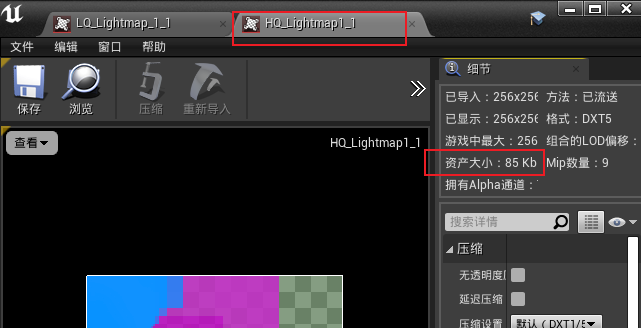 LQ_Lightmap_1_1
HQ_Lightmap1_1
文件 编辑 窗口 帮助
保存 浏览 压缩 重新导入
查看
HQ_Lightmap1_1
细节
已导入：256x256 方法：已流送
已显示：256x256 格式：DXT5
游戏中最大：256 组合的LOD偏移：
资产大小：85 Kb Mip数量：9
拥有Alpha通道：
搜索详情
压缩
无透明度
延迟压缩
压缩设置 默认（DXT1/5